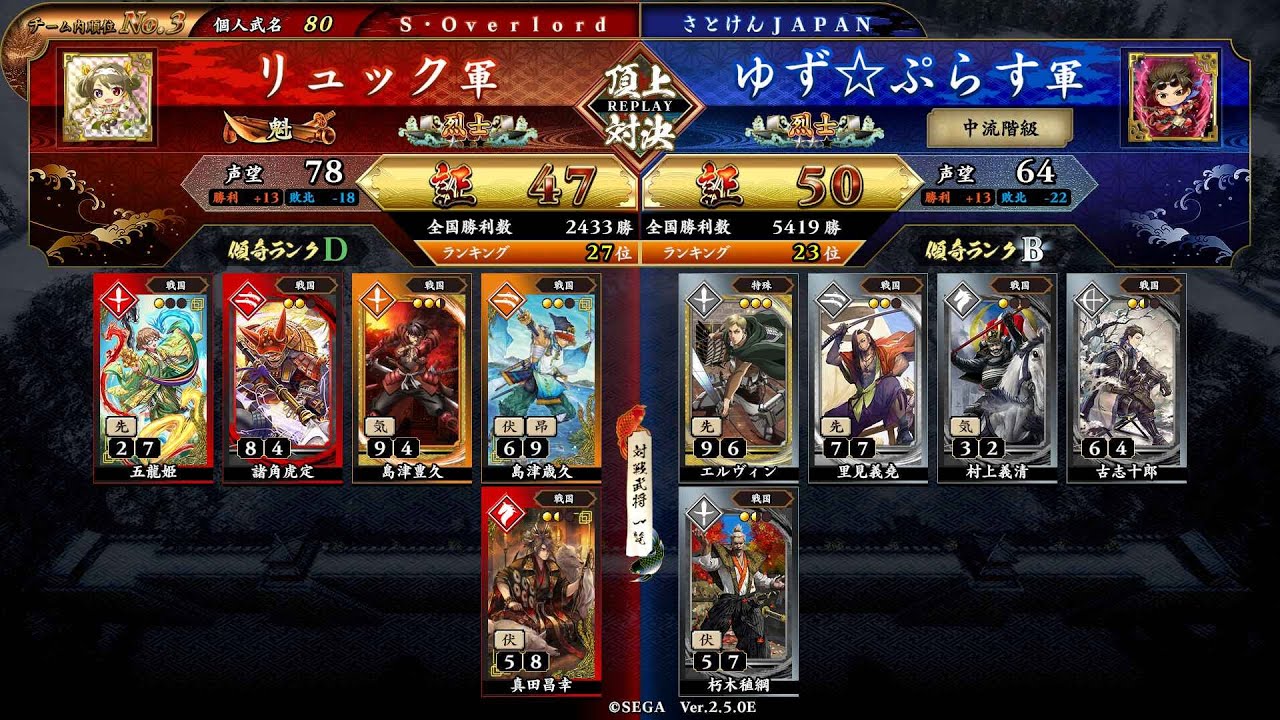 チーム内順位 No.3
個人武名 80
S・Overlord
さとけんJAPAN
リュック軍
頂上
REPLAY
対決
ゆず☆ぷらす軍
魁
烈士
烈士
中流階級
声望 78
勝利 +13 敗北 -18
証 47
証 50
声望 64
勝利 +13 敗北 -22
全国勝利数 2433勝
全国勝利数 5419勝
傾奇ランクD
ランキング 27位
ランキング 23位
傾奇ランクB
戦国
戦国
戦国
戦国
特殊
戦国
戦国
戦国
先
2 7
五龍姫
8 4
諸角虎定
気
9 4
島津重久
伏 昂
6 9
島津歳久
先
9 6
エルヴィン
先
7 7
里見義堯
気
3 2
村上義清
6 4
古志十郎
対戦武将一覧
戦国
伏
5 8
真田昌幸
戦国
伏
5 7
朽木稙綱
©SEGA Ver.2.5.0E